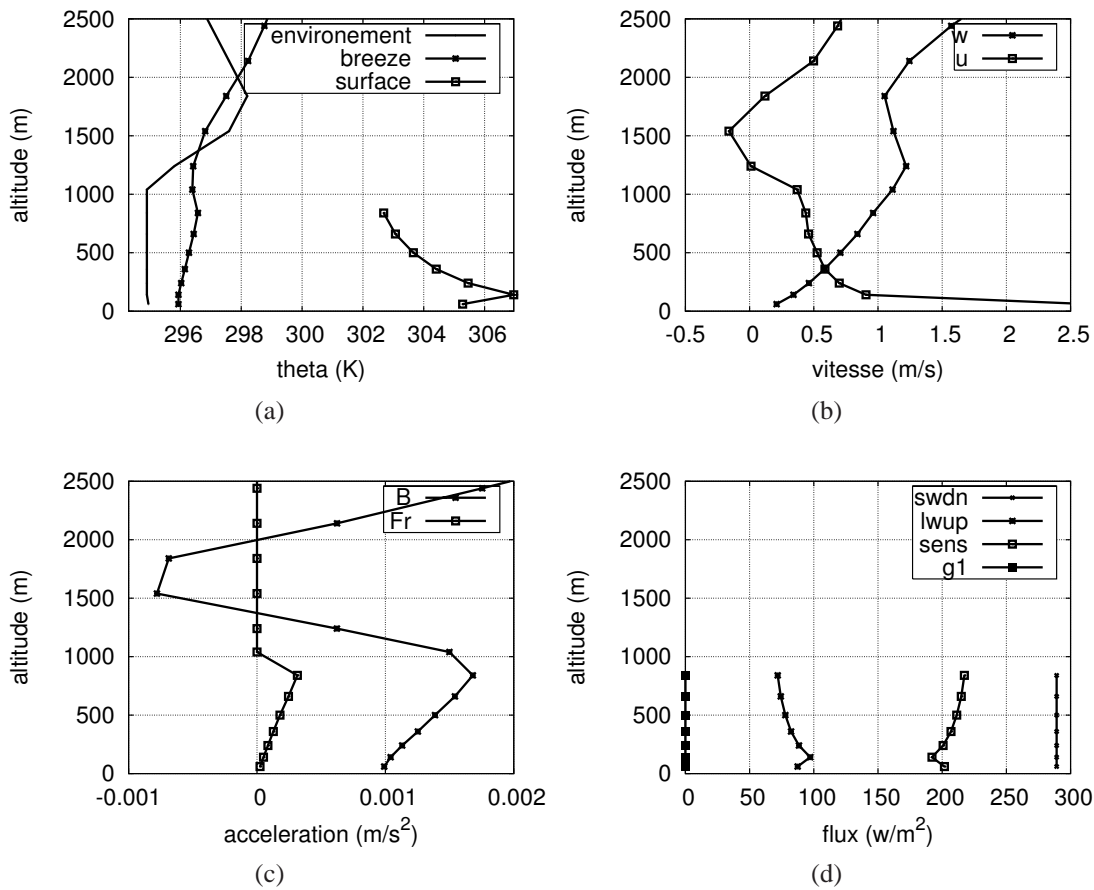 2500
2000
1500
1000
500
0
altitude (m)
environement
breeze
surface
296 298 300 302 304 306
theta (K)
(a)
2500
2000
1500
1000
500
0
altitude (m)
w
u
-0.5 0 0.5 1 1.5 2 2.5
vitesse (m/s)
(b)
2500
2000
1500
1000
500
0
altitude (m)
B
Fr
-0.001 0 0.001 0.002
acceleration (m/s²)
(c)
2500
2000
1500
1000
500
0
altitude (m)
swdn
lwup
sens
g1
0 50 100 150 200 250 300
flux (w/m²)
(d)